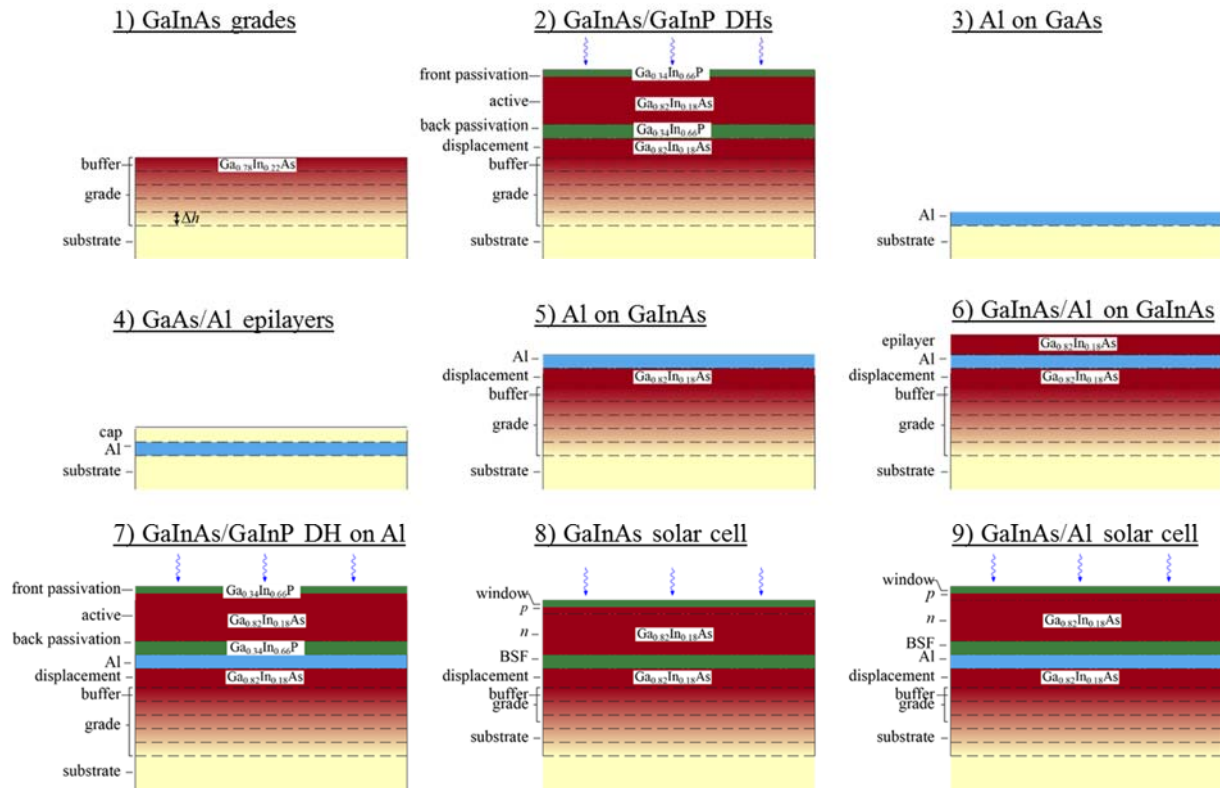 1) GaInAs grades
buffer
Ga0.78In0.22As
grade
Δh
substrate
2) GaInAs/GaInP DHs
front passivation
Ga0.34In0.66P
active
Ga0.82In0.18As
back passivation
Ga0.34In0.66P
displacement
Ga0.82In0.18As
buffer
grade
substrate
3) Al on GaAs
Al
substrate
4) GaAs/Al epilayers
cap
Al
substrate
5) Al on GaInAs
Al
displacement
Ga0.82In0.18As
buffer
grade
substrate
6) GaInAs/Al on GaInAs
epilayer
Ga0.82In0.18As
Al
displacement
Ga0.82In0.18As
buffer
grade
substrate
7) GaInAs/GaInP DH on Al
front passivation
Ga0.34In0.66P
active
Ga0.82In0.18As
back passivation
Ga0.34In0.66P
Al
displacement
Ga0.82In0.18As
buffer
grade
substrate
8) GaInAs solar cell
window
p
n
Ga0.82In0.18As
BSF
displacement
Ga0.82In0.18As
buffer
grade
substrate
9) GaInAs/Al solar cell
window
p
n
Ga0.82In0.18As
BSF
Al
displacement
Ga0.82In0.18As
buffer
grade
substrate